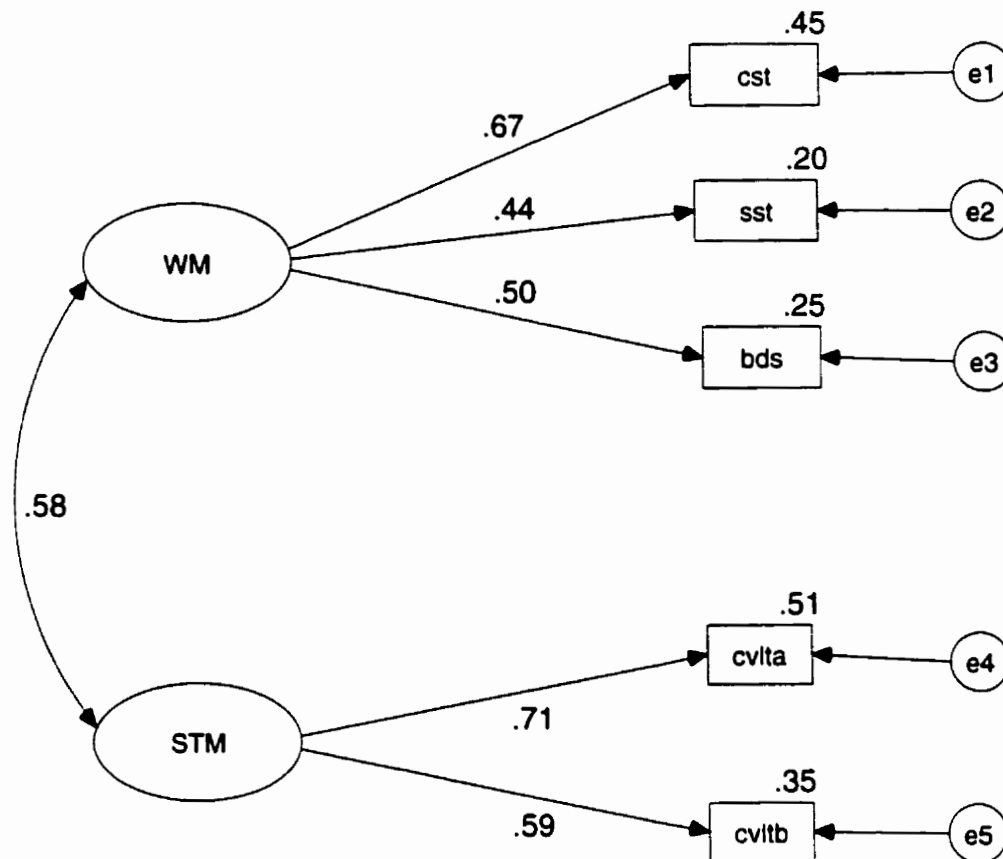 .45
cst
e1
.67
.20
sst
e2
.44
WM
.50
.25
bds
e3
.58
.51
cvlta
e4
.71
STM
.35
cvltb
e5
.59